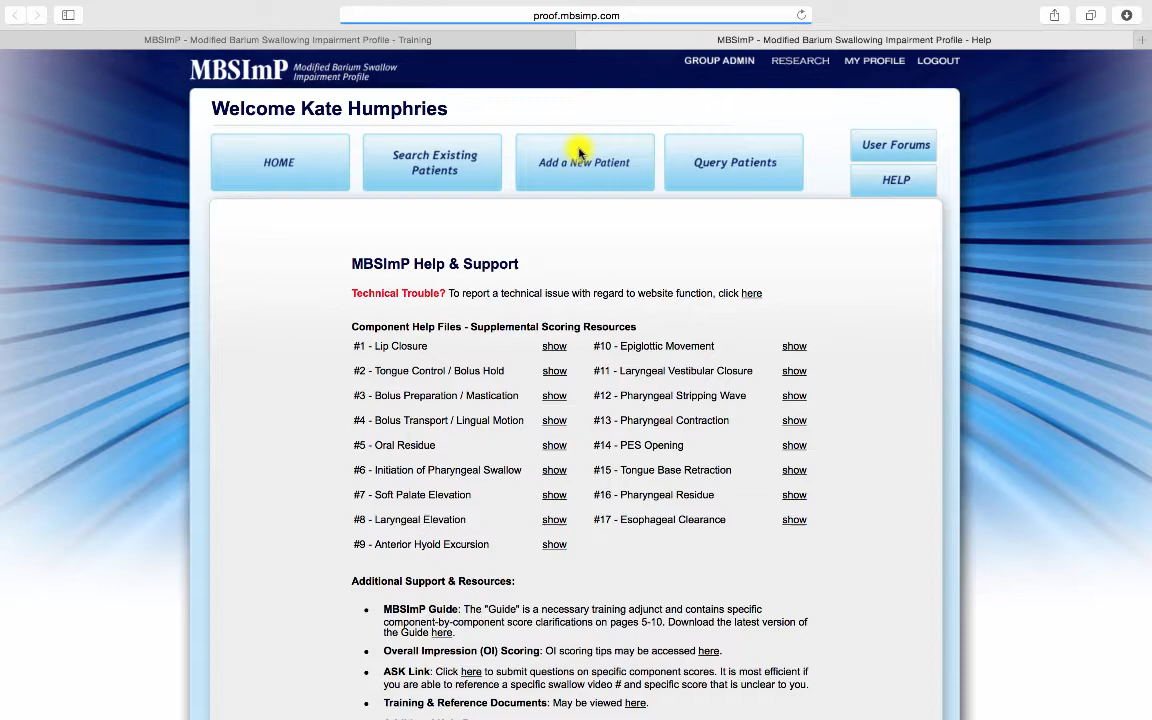 proof.mbsimp.com
MBSImP - Modified Barium Swallowing Impairment Profile - Training
MBSImP - Modified Barium Swallowing Impairment Profile - Help
MBSImP Modified Barium Swallow
Impairment Profile
GROUP ADMIN RESEARCH MY PROFILE LOGOUT
Welcome Kate Humphries
HOME
Search Existing
Patients
Add a New Patient
Query Patients
User Forums
HELP
MBSImP Help & Support
Technical Trouble? To report a technical issue with regard to website function, click here
Component Help Files - Supplemental Scoring Resources
#1 - Lip Closure show #10 - Epiglottic Movement show
#2 - Tongue Control / Bolus Hold show #11 - Laryngeal Vestibular Closure show
#3 - Bolus Preparation / Mastication show #12 - Pharyngeal Stripping Wave show
#4 - Bolus Transport / Lingual Motion show #13 - Pharyngeal Contraction show
#5 - Oral Residue show #14 - PES Opening show
#6 - Initiation of Pharyngeal Swallow show #15 - Tongue Base Retraction show
#7 - Soft Palate Elevation show #16 - Pharyngeal Residue show
#8 - Laryngeal Elevation show #17 - Esophageal Clearance show
#9 - Anterior Hyoid Excursion show
Additional Support & Resources:
MBSImP Guide: The "Guide" is a necessary training adjunct and contains specific
component-by-component score clarifications on pages 5-10. Download the latest version of
the Guide here.
Overall Impression (OI) Scoring: OI scoring tips may be accessed here.
ASK Link: Click here to submit questions on specific component scores. It is most efficient if
you are able to reference a specific swallow video # and specific score that is unclear to you.
Training & Reference Documents: May be viewed here.